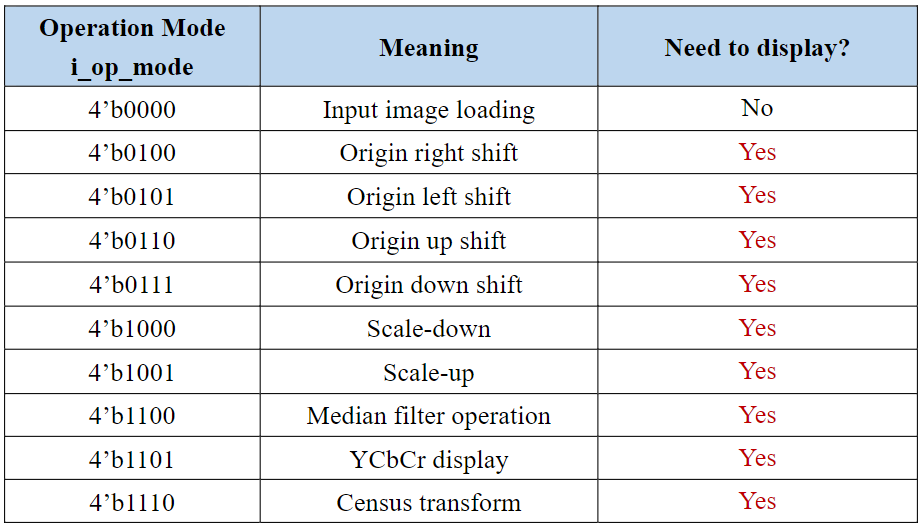 Operation Mode
i_op_mode
Meaning
Need to display?
4’b0000 Input image loading No
4’b0100 Origin right shift Yes
4’b0101 Origin left shift Yes
4’b0110 Origin up shift Yes
4’b0111 Origin down shift Yes
4’b1000 Scale-down Yes
4’b1001 Scale-up Yes
4’b1100 Median filter operation Yes
4’b1101 YCbCr display Yes
4’b1110 Census transform Yes